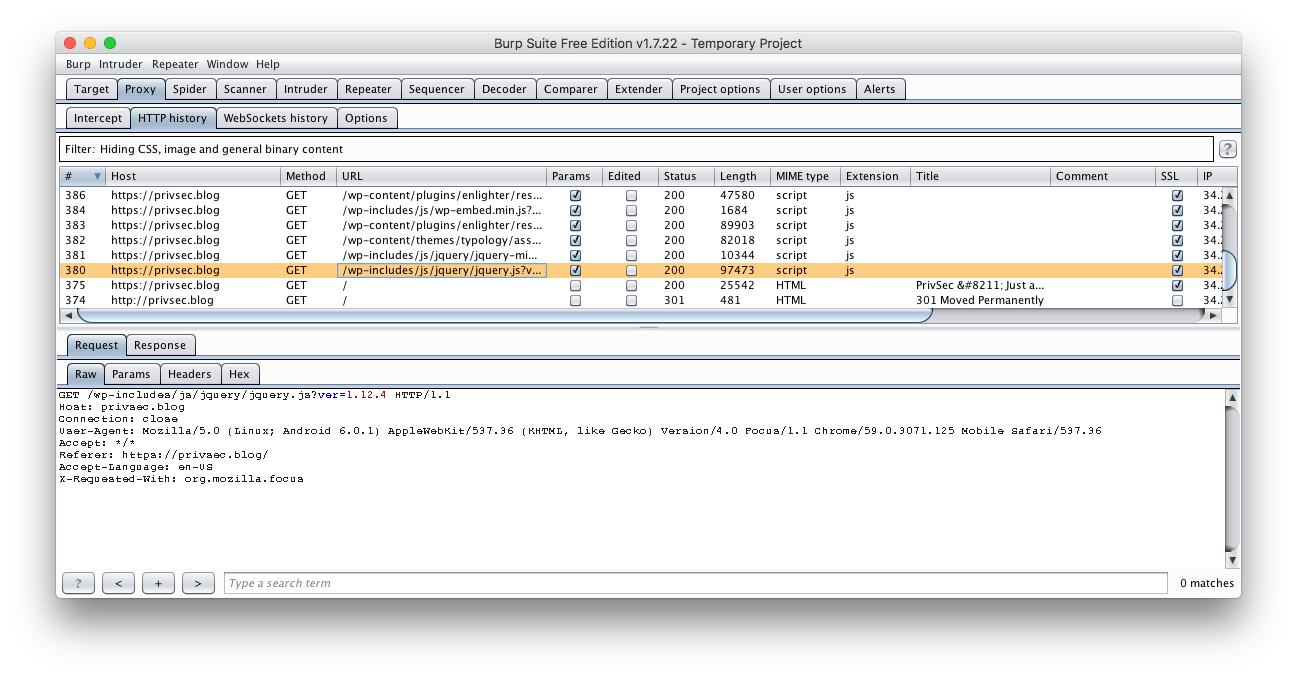 Burp Suite Free Edition v1.7.22 - Temporary Project
Burp Intruder Repeater Window Help
Target Proxy Spider Scanner Intruder Repeater Sequencer Decoder Comparer Extender Project options User options Alerts
Intercept HTTP history WebSockets history Options
Filter: Hiding CSS, image and general binary content ?
# Host Method URL Params Edited Status Length MIME type Extension Title Comment SSL IP
386 https://privsec.blog GET /wp-content/plugins/enlighter/res... 200 47580 script js 34.
384 https://privsec.blog GET /wp-includes/js/wp-embed.min.js?... 200 1684 script js 34.
383 https://privsec.blog GET /wp-content/plugins/enlighter/res... 200 89903 script js 34.
382 https://privsec.blog GET /wp-content/themes/typology/ass... 200 82018 script js 34.
381 https://privsec.blog GET /wp-includes/js/jquery/jquery-mi... 200 10344 script js 34.
380 https://privsec.blog GET /wp-includes/js/jquery/jquery.js?v... 200 97473 script js 34.
375 https://privsec.blog GET / 200 25542 HTML PrivSec &#8211; Just a... 34.
374 http://privsec.blog GET / 301 481 HTML 301 Moved Permanently 34.
Request Response
Raw Params Headers Hex
GET /wp-includes/js/jquery/jquery.js?ver=1.12.4 HTTP/1.1
Host: privsec.blog
Connection: close
User-Agent: Mozilla/5.0 (Linux; Android 6.0.1) AppleWebKit/537.36 (KHTML, like Gecko) Version/4.0 Focus/1.1 Chrome/59.0.3071.125 Mobile Safari/537.36
Accept: */*
Referer: https://privsec.blog/
Accept-Language: en-US
X-Requested-With: org.mozilla.focus
? < + > Type a search term 0 matches